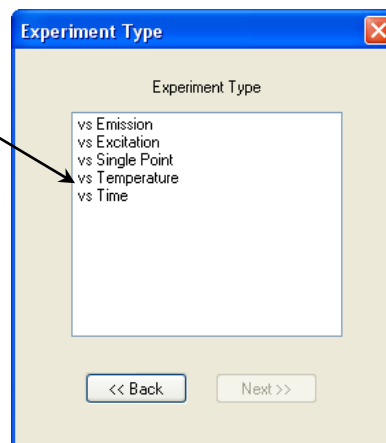 Experiment Type
Experiment Type
vs Emission
vs Excitation
vs Single Point
vs Temperature
vs Time
<< Back
Next >>